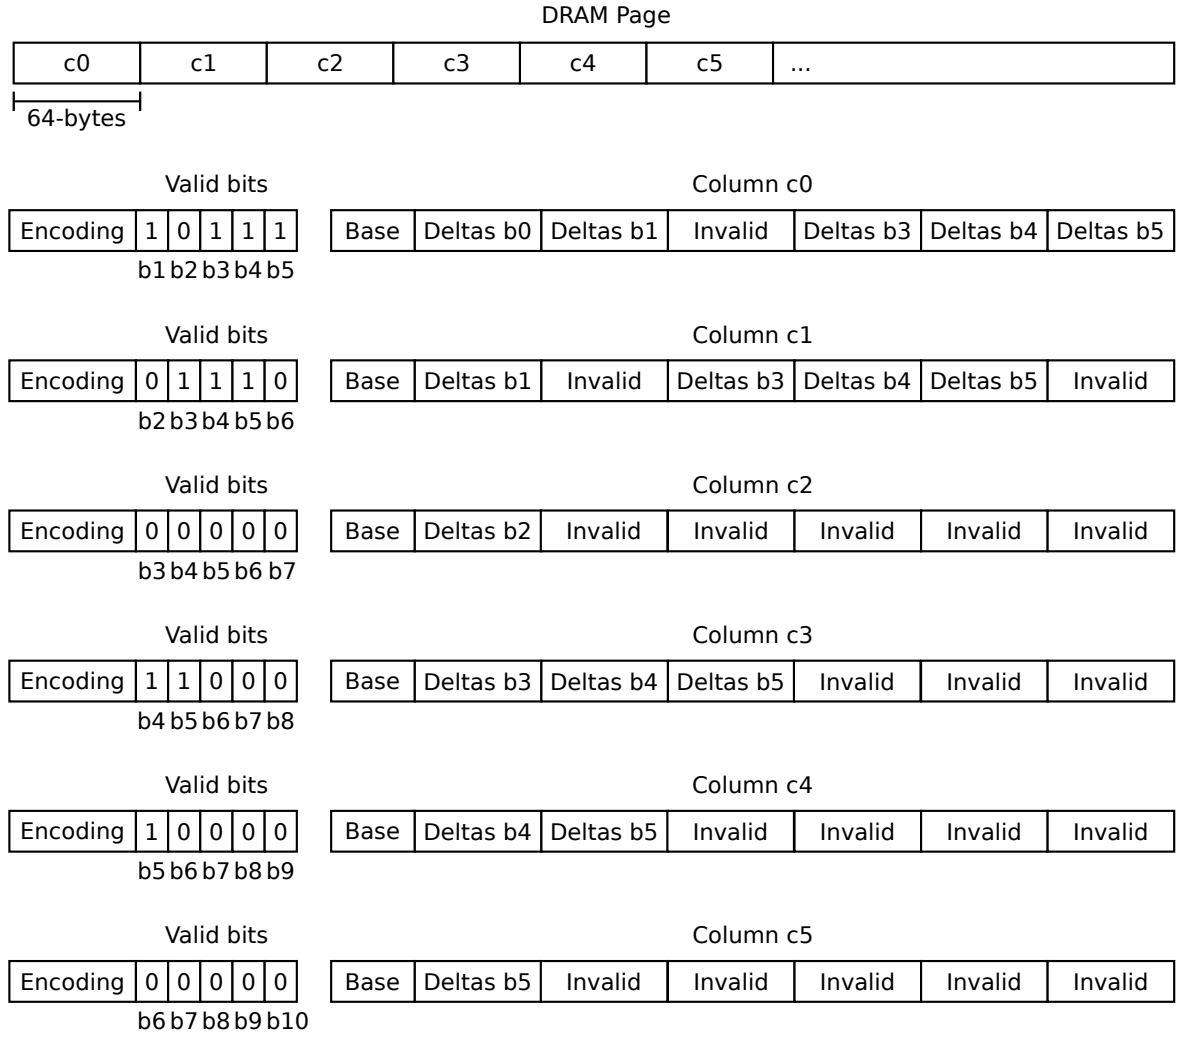 DRAM Page
c0 c1 c2 c3 c4 c5 ...
64-bytes
Valid bits Column c0
Encoding 1 0 1 1 1 Base Deltas b0 Deltas b1 Invalid Deltas b3 Deltas b4 Deltas b5
b1 b2 b3 b4 b5
Valid bits Column c1
Encoding 0 1 1 1 0 Base Deltas b1 Invalid Deltas b3 Deltas b4 Deltas b5 Invalid
b2 b3 b4 b5 b6
Valid bits Column c2
Encoding 0 0 0 0 0 Base Deltas b2 Invalid Invalid Invalid Invalid Invalid
b3 b4 b5 b6 b7
Valid bits Column c3
Encoding 1 1 0 0 0 Base Deltas b3 Deltas b4 Deltas b5 Invalid Invalid Invalid
b4 b5 b6 b7 b8
Valid bits Column c4
Encoding 1 0 0 0 0 Base Deltas b4 Deltas b5 Invalid Invalid Invalid Invalid
b5 b6 b7 b8 b9
Valid bits Column c5
Encoding 0 0 0 0 0 Base Deltas b5 Invalid Invalid Invalid Invalid Invalid
b6 b7 b8 b9 b10